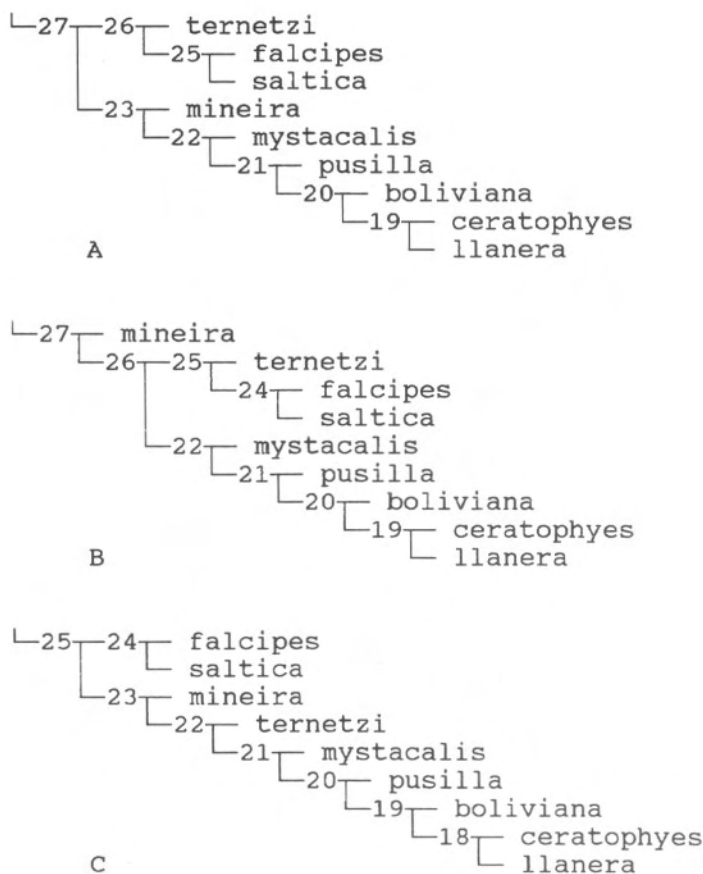 27 26 ternetzi
25 falcipes
saltica
23 mineira
22 mystacalis
21 pusilla
20 boliviana
19 ceratophyes
A llanera
27 mineira
26 25 ternetzi
24 falcipes
saltica
22 mystacalis
21 pusilla
20 boliviana
19 ceratophyes
B llanera
25 24 falcipes
saltica
23 mineira
22 ternetzi
21 mystacalis
20 pusilla
19 boliviana
18 ceratophyes
C llanera